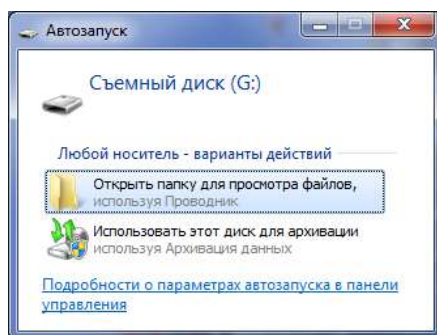 Автозапуск
Съемный диск (G:)
Любой носитель - варианты действий
Открыть папку для просмотра файлов,
используя Проводник
Использовать этот диск для архивации
используя Архивация данных
Подробности о параметрах автозапуска в панели
управления